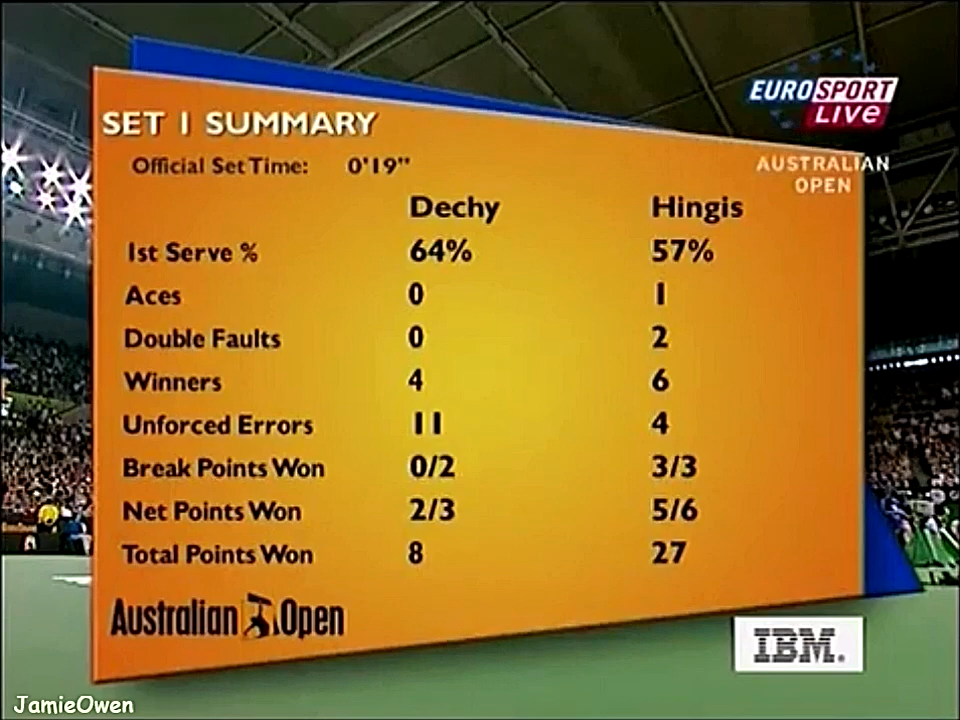 EUROSPORT
LIVE
AUSTRALIAN
OPEN
SET 1 SUMMARY
Official Set Time: 0'19"
Dechy Hingis
1st Serve % 64% 57%
Aces 0 1
Double Faults 0 2
Winners 4 6
Unforced Errors 11 4
Break Points Won 0/2 3/3
Net Points Won 2/3 5/6
Total Points Won 8 27
Australian Open
IBM.
JamieOwen